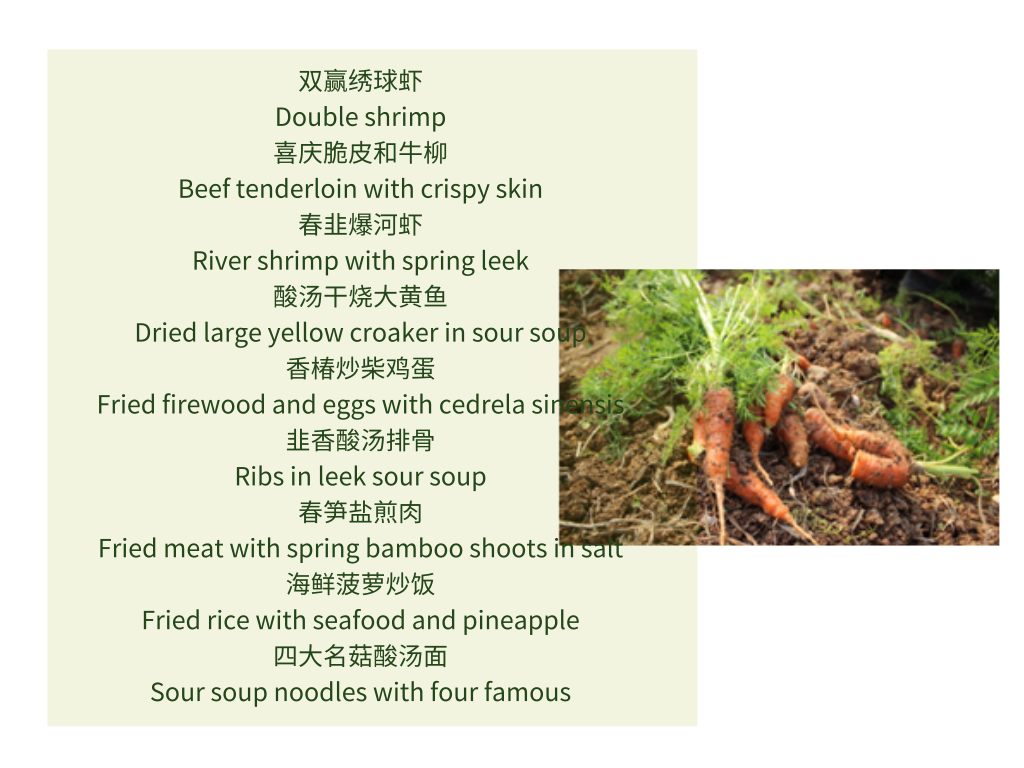 双赢绣球虾
Double shrimp
喜庆脆皮和牛柳
Beef tenderloin with crispy skin
春韭爆河虾
River shrimp with spring leek
酸汤干烧大黄鱼
Dried large yellow croaker in sour soup
香椿炒柴鸡蛋
Fried firewood and eggs with cedrela sinensis
韭香酸汤排骨
Ribs in leek sour soup
春笋盐煎肉
Fried meat with spring bamboo shoots in salt
海鲜菠萝炒饭
Fried rice with seafood and pineapple
四大名菇酸汤面
Sour soup noodles with four famous